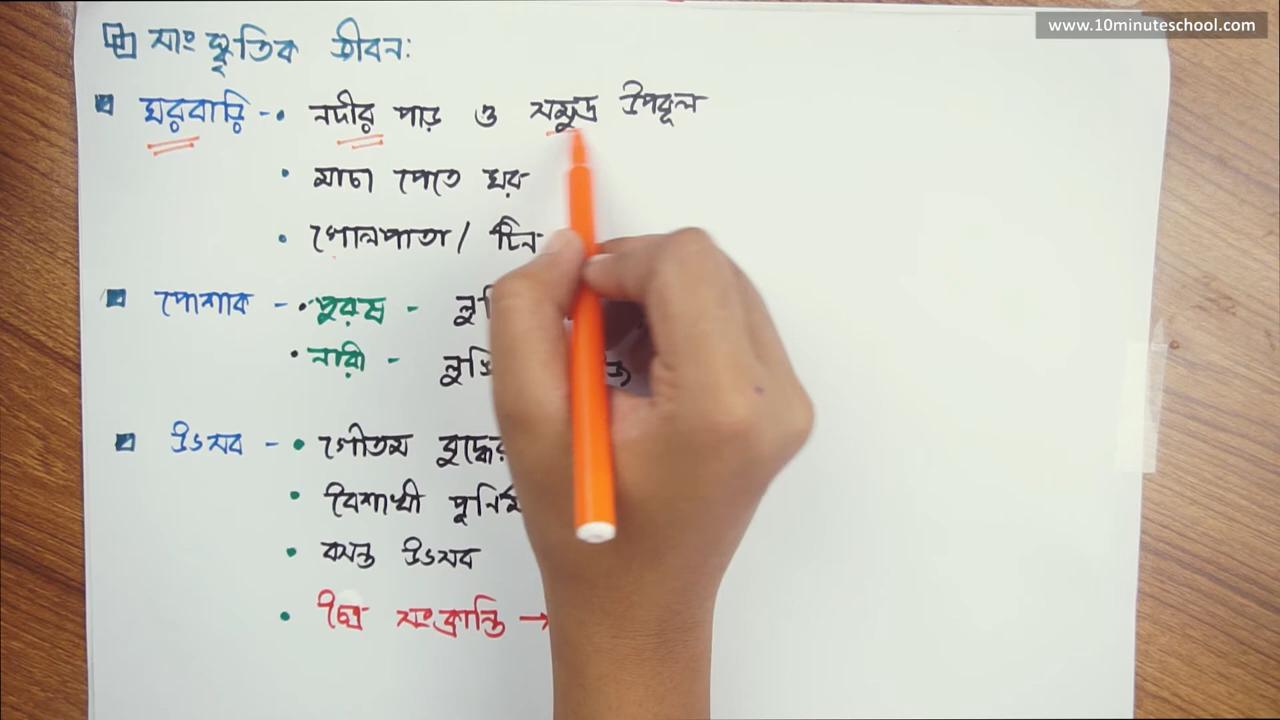 www.10minuteschool.com
সাংস্কৃতিক জীবন:
ঘরবারি - • নদীর পাড় ও সমুদ্র উপকূল
• মাচা পেতে ঘর
• গোলপাতা / টিন
পোশাক - • পুরুষ -
• নারী -
উৎসব - • গৌতম বুদ্ধের
• বৈশাখী
• বসন্ত উৎসব
• চৈত্র সংক্রান্তি →